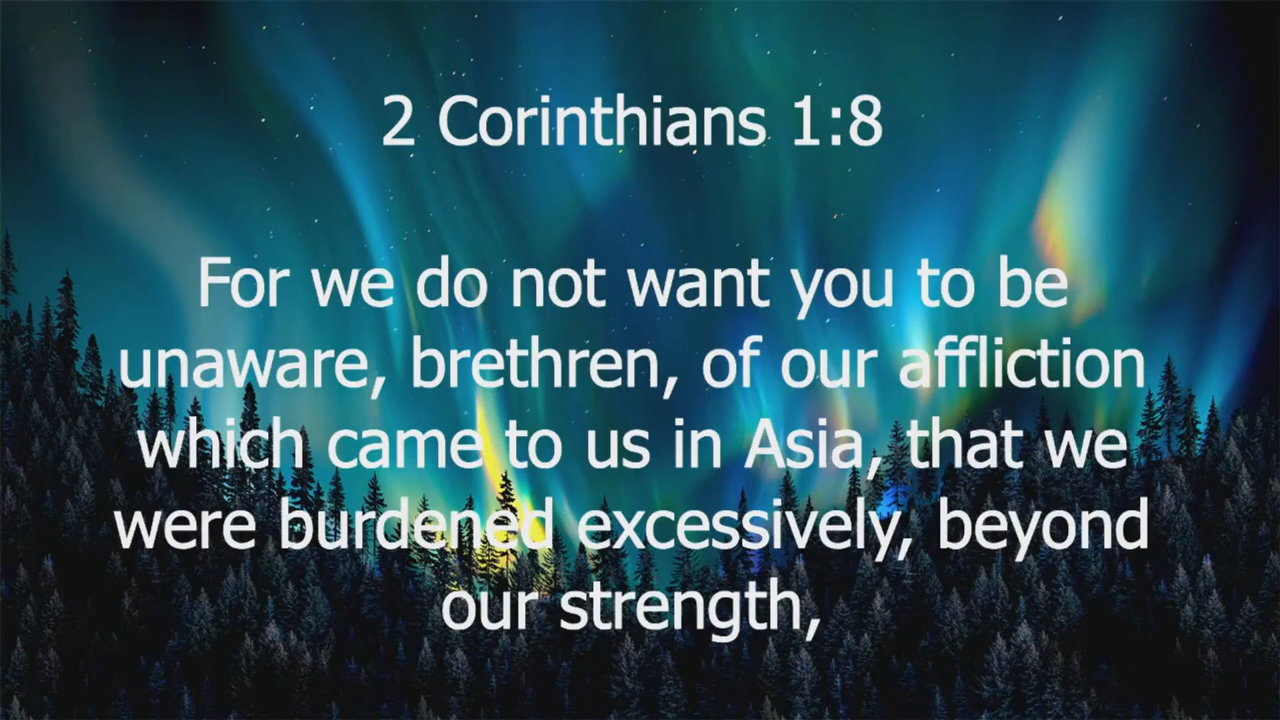 2 Corinthians 1:8
For we do not want you to be
unaware, brethren, of our affliction
which came to us in Asia, that we
were burdened excessively, beyond
our strength,